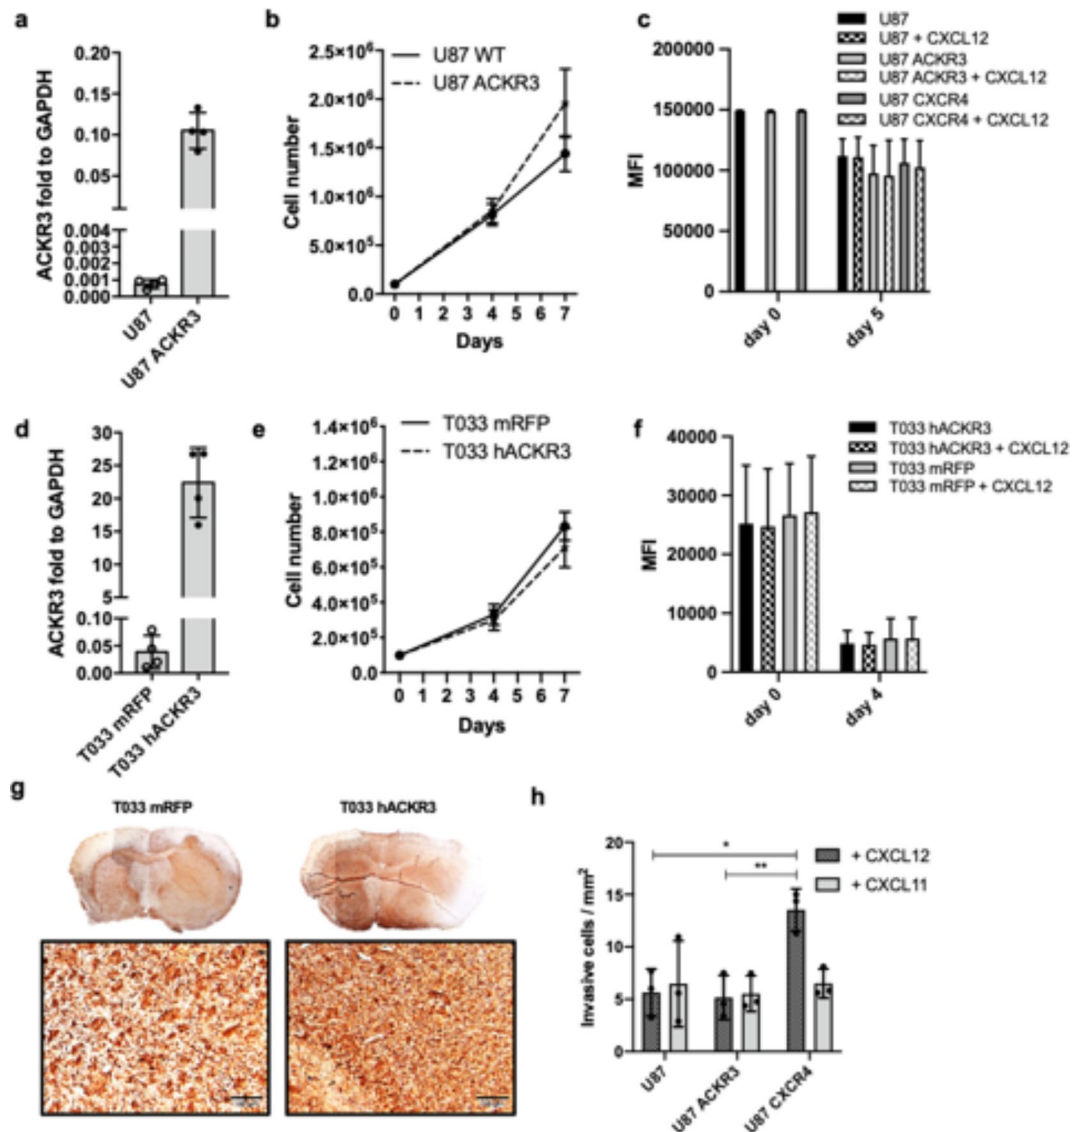 a
ACKR3 fold to GAPDH
0.20
0.15
0.10
0.05
0.004
0.003
0.002
0.001
0.000
U87
U87 ACKR3
b
Cell number
2.5×10⁶
2.0×10⁶
1.5×10⁶
1.0×10⁶
5.0×10⁵
0.0
0 1 2 3 4 5 6 7
Days
U87 WT
U87 ACKR3
c
MFI
200000
150000
100000
50000
0
day 0
day 5
U87
U87 + CXCL12
U87 ACKR3
U87 ACKR3 + CXCL12
U87 CXCR4
U87 CXCR4 + CXCL12
d
ACKR3 fold to GAPDH
30
25
20
15
10
5
0.10
0.05
0.00
T033 mRFP
T033 hACKR3
e
Cell number
1.4×10⁶
1.2×10⁶
1.0×10⁶
8.0×10⁵
6.0×10⁵
4.0×10⁵
2.0×10⁵
0 1 2 3 4 5 6 7
Days
T033 mRFP
T033 hACKR3
f
MFI
40000
30000
20000
10000
0
day 0
day 4
T033 hACKR3
T033 hACKR3 + CXCL12
T033 mRFP
T033 mRFP + CXCL12
g
T033 mRFP
T033 hACKR3
h
Invasive cells / mm²
20
15
10
5
0
*
**
U87
U87 ACKR3
U87 CXCR4
+ CXCL12
+ CXCL11